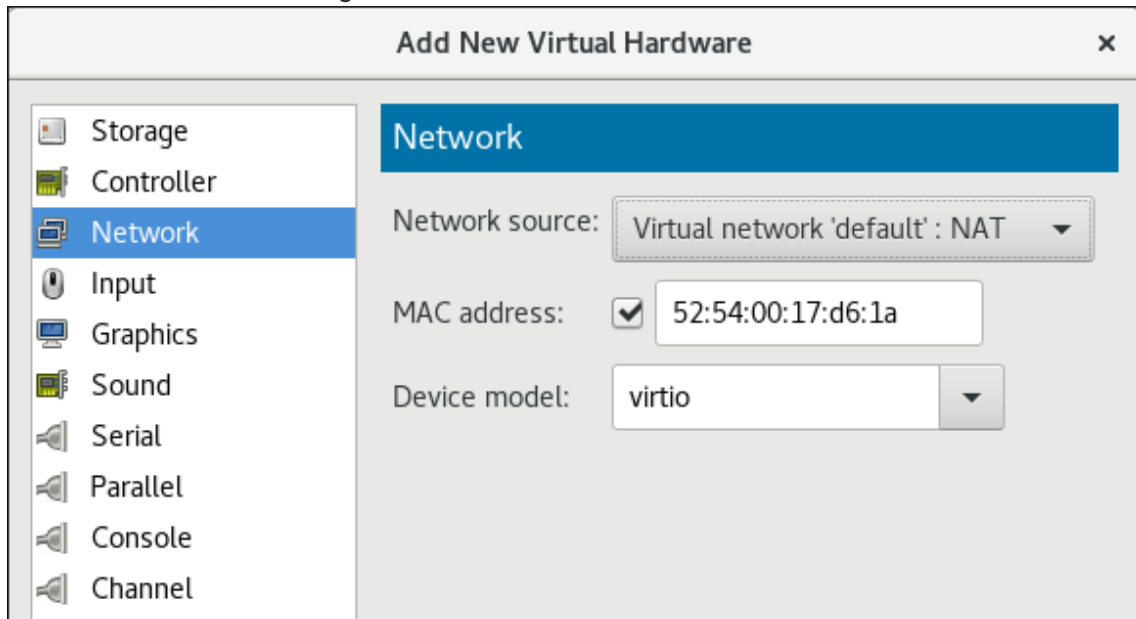 Add New Virtual Hardware ×
Storage
Controller
Network
Input
Graphics
Sound
Serial
Parallel
Console
Channel
Network
Network source: Virtual network 'default' : NAT
MAC address: 52:54:00:17:d6:1a
Device model: virtio